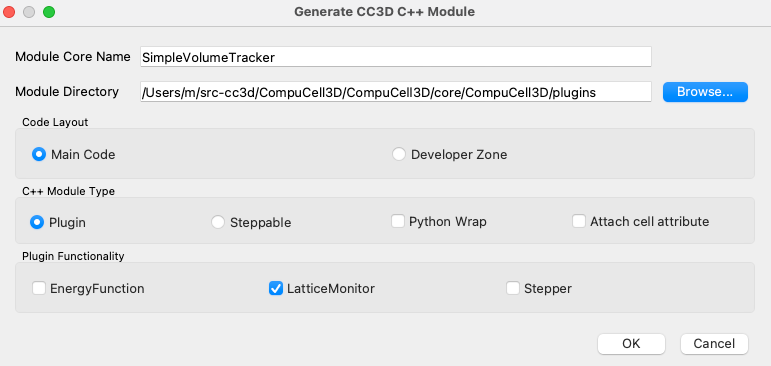 Generate CC3D C++ Module
Module Core Name SimpleVolumeTracker
Module Directory /Users/m/src-cc3d/CompuCell3D/CompuCell3D/core/CompuCell3D/plugins Browse...
Code Layout
Main Code Developer Zone
C++ Module Type
Plugin Steppable Python Wrap Attach cell attribute
Plugin Functionality
EnergyFunction LatticeMonitor Stepper
OK Cancel